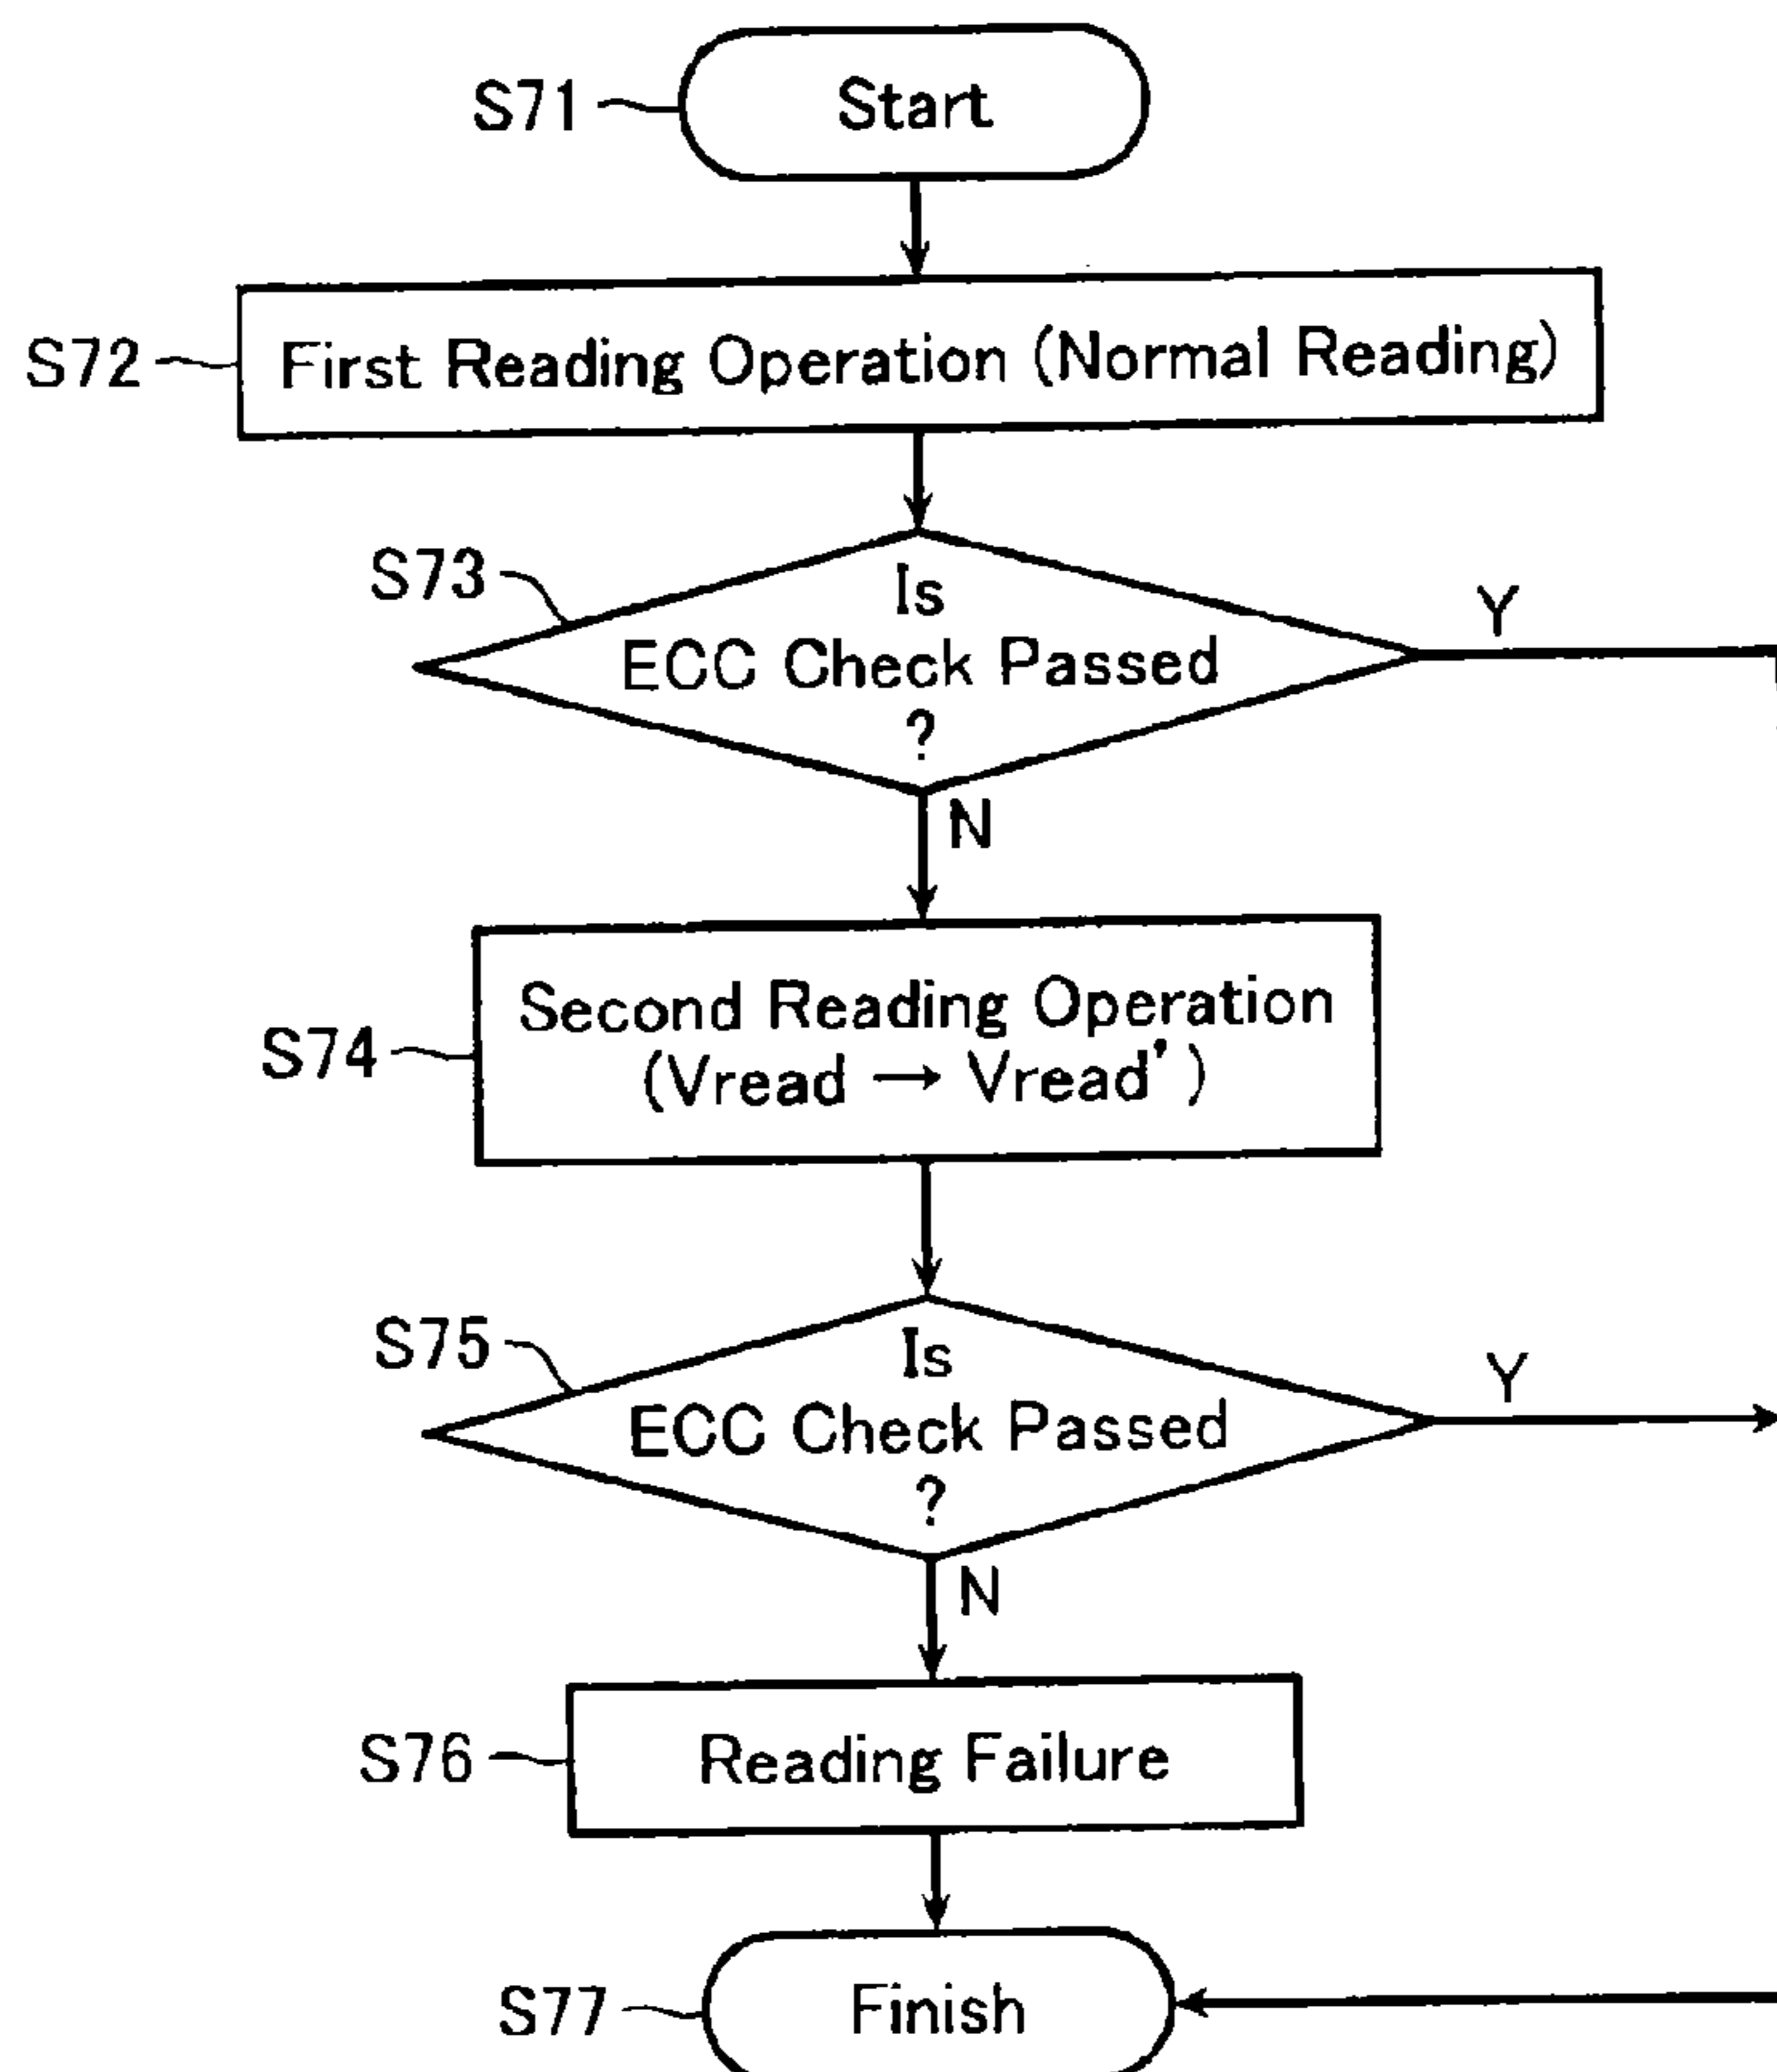 S71
Start
S72
First Reading Operation (Normal Reading)
S73
Is
ECC Check Passed
?
Y
N
S74
Second Reading Operation
(Vread → Vread')
S75
Is
ECC Check Passed
?
Y
N
S76
Reading Failure
S77
Finish